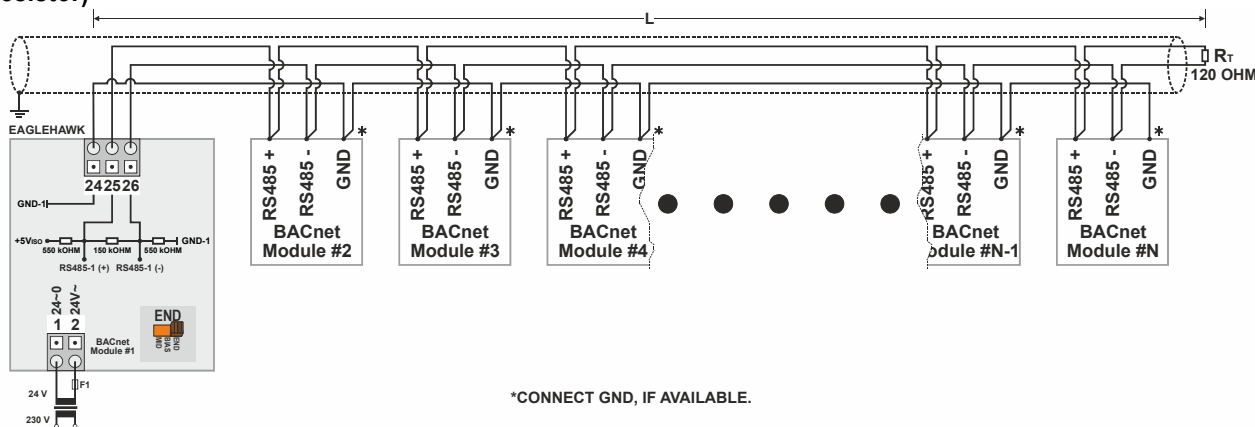 L
RT
120 OHM
EAGLEHAWK
24 25 26
GND-1
+5VISO
550 kOHM
150 kOHM
550 kOHM
GND-1
RS485-1 (+)
RS485-1 (-)
24~0
24V~
1 2
BACnet
Module #1
END
MID
BIAS
END
F1
24 V
230 V
RS485 +
RS485 -
GND
*
BACnet
Module #2
RS485 +
RS485 -
GND
*
BACnet
Module #3
RS485 +
RS485 -
GND
*
BACnet
Module #4
RS485 +
RS485 -
GND
*
BACnet
#N-1
RS485 +
RS485 -
GND
*
BACnet
Module #N
*CONNECT GND, IF AVAILABLE.